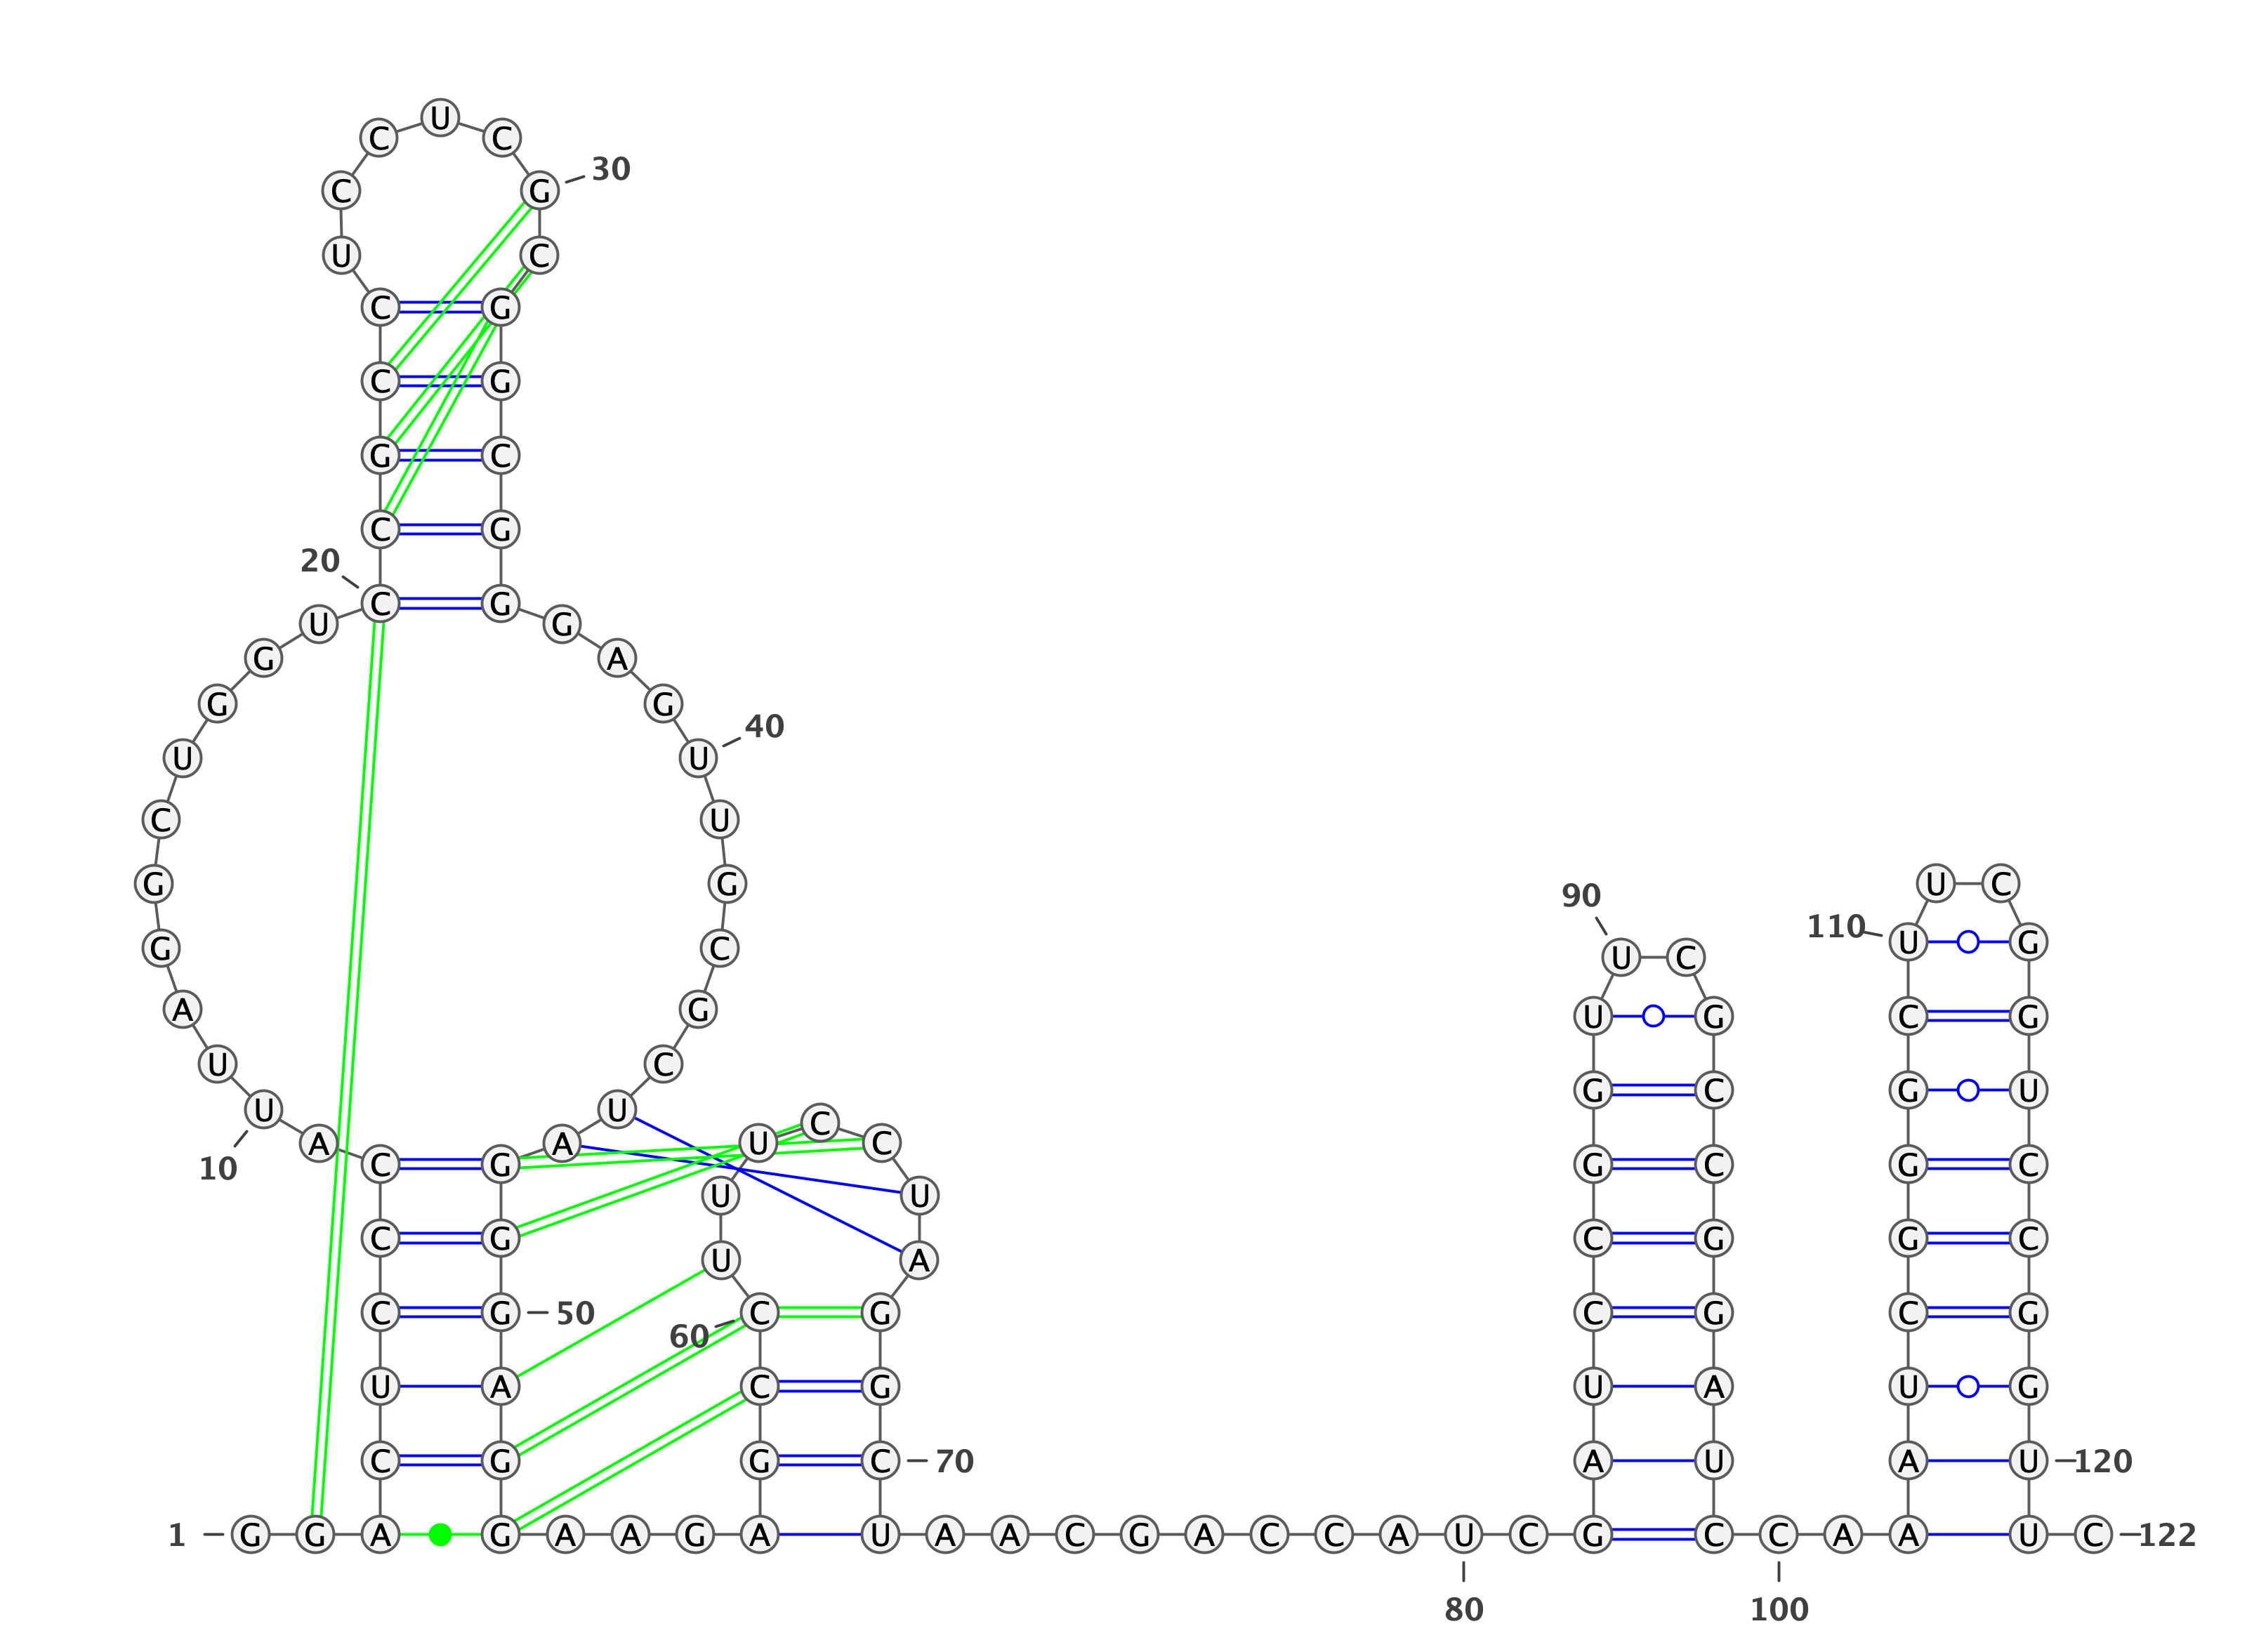 U
C C
30
C G
U C
C G
C G
G C
C G
20
C G
U G
G A
G G
40
U U
C U
G G U C
90
110
U G
G C
U C
A G
U G C G
U C
G C G U
U U
C
A A U C
C G G C G C
10
U U
C G C G G C
U A
C G 50 C G C G C G
60
U A C G U A U G
C G G C 70 A U A U 120
1 G G A G A A G A U A A C G A C C A U C G C C A A U C 122
80 100